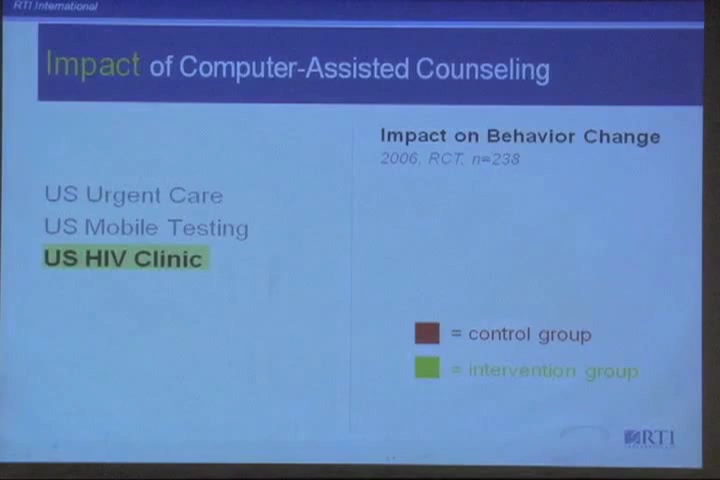 RTI International
Impact of Computer-Assisted Counseling
Impact on Behavior Change
2006, RCT, n=238
US Urgent Care
US Mobile Testing
US HIV Clinic
= control group
= intervention group
RTI